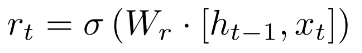 r_t = σ (W_r · [h_{t−1}, x_t])